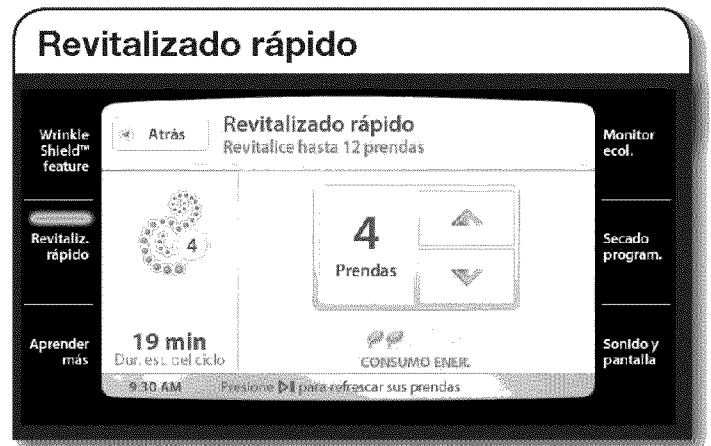 Revitalizado rápido
Wrinkle
Shield™
feature
Revitaliz.
rápido
Aprender
más
Atrás
Revitalizado rápido
Revitalice hasta 12 prendas
4
4
Prendas
19 min
Dur. est. del ciclo
CONSUMO ENER.
9:30 AM
Presione para refrescar sus prendas
Monitor
ecol.
Secado
program.
Sonido y
pantalla